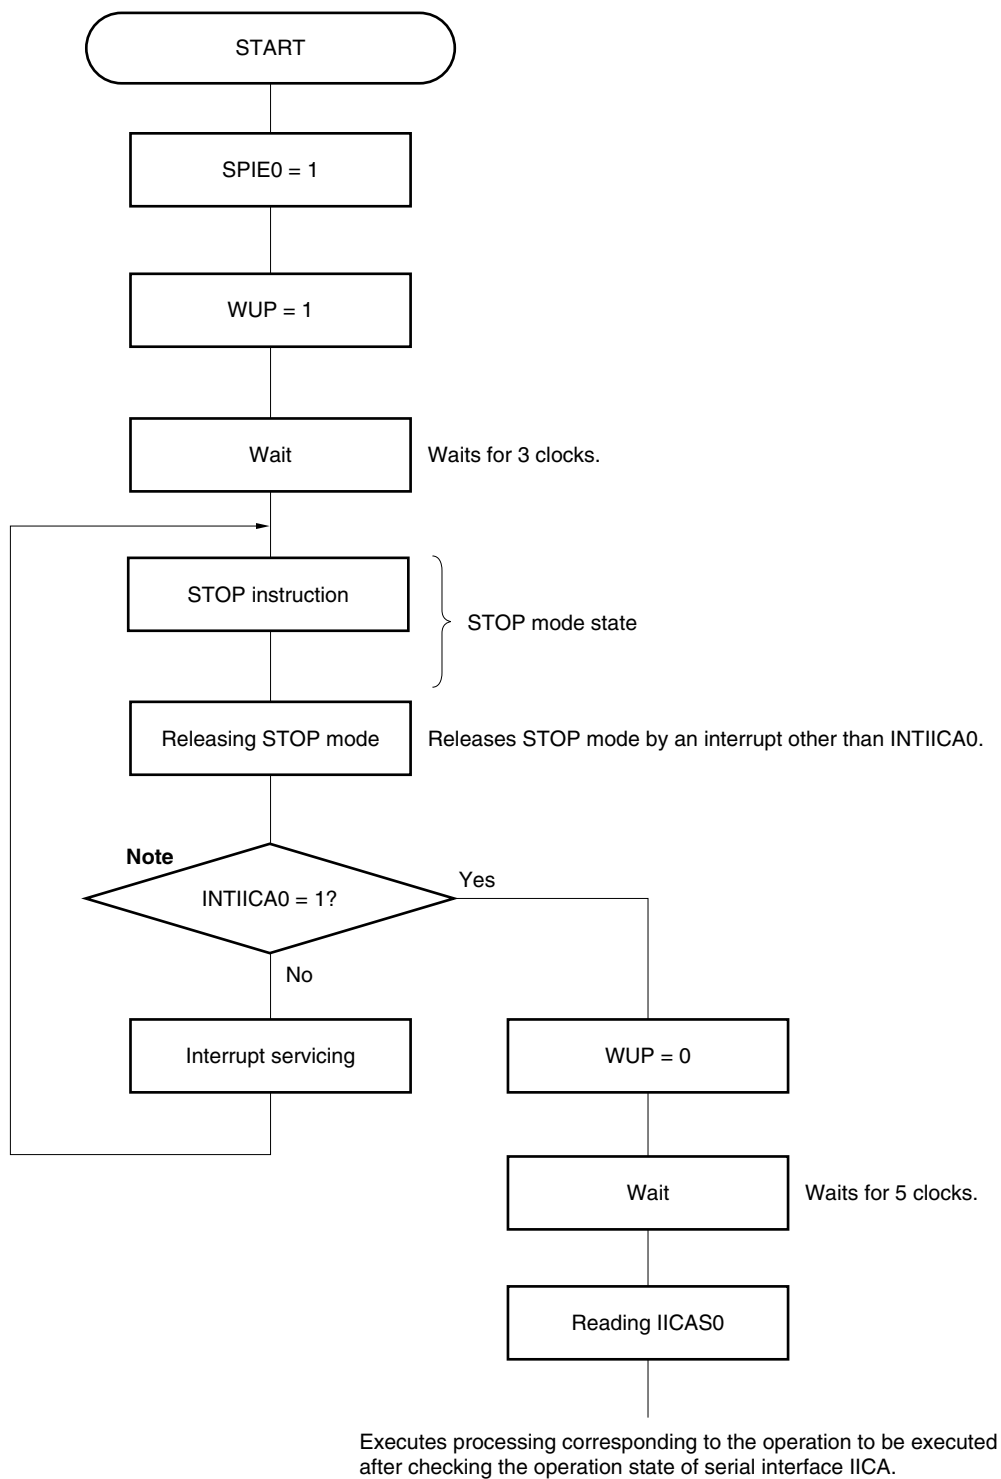 START
SPIE0 = 1
WUP = 1
Wait
Waits for 3 clocks.
STOP instruction
STOP mode state
Releasing STOP mode
Releases STOP mode by an interrupt other than INTIICA0.
Note
INTIICA0 = 1?
Yes
No
Interrupt servicing
WUP = 0
Wait
Waits for 5 clocks.
Reading IICAS0
Executes processing corresponding to the operation to be executed
after checking the operation state of serial interface IICA.